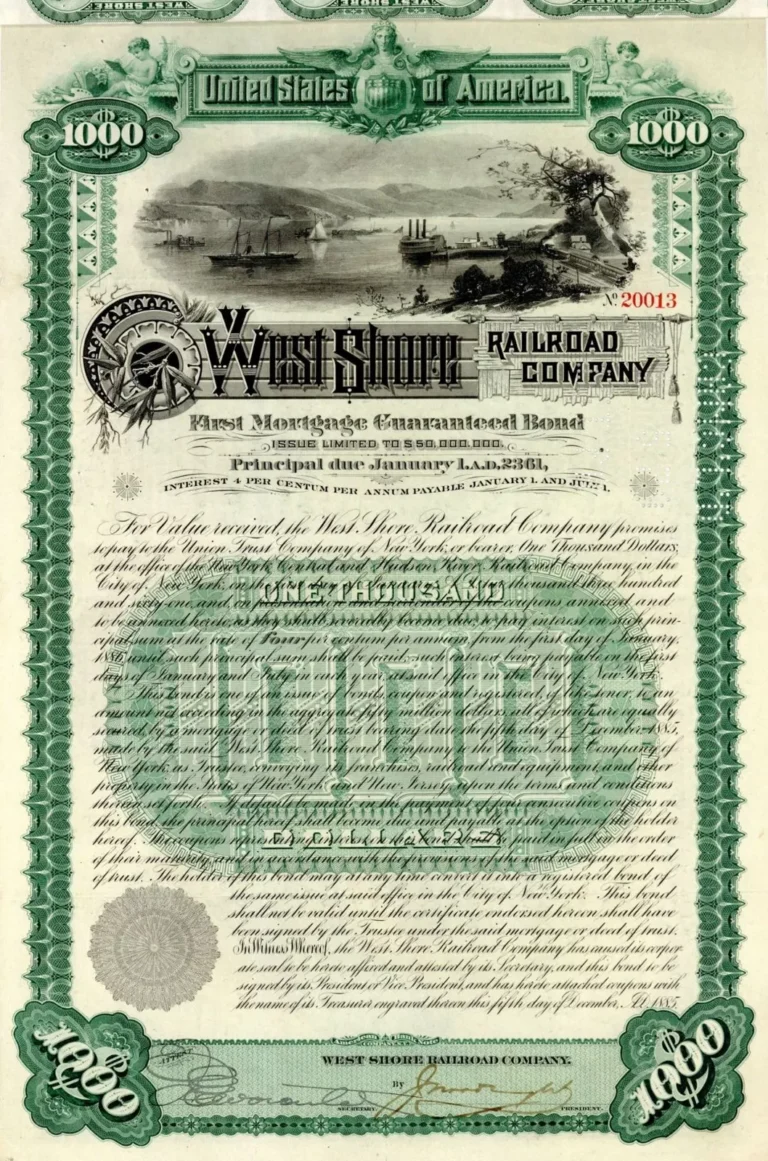 WEST SHORE
WEST SHORE
WEST SHORE
United States of America.
1000
1000
No 20013
West Shore RAILROAD COMPANY
First Mortgage Guaranteed Bond
ISSUE LIMITED TO $50,000,000.
Principal due January 1. A.D. 2361,
INTEREST 4 PER CENTUM PER ANNUM PAYABLE JANUARY 1. AND JULY 1.
For Value received, the West Shore Railroad Company promises
to pay to the Union Trust Company of New York, or bearer, One Thousand Dollars,
at the office of the New York Central and Hudson River Railroad Company, in the
City of New York, on the first day of January, thousand three hundred
and sixty one, and on the coupons annexed, and
to be annexed hereto, as they shall severally become due, to pay interest on such prin-
cipal sum at the rate of Four per centum per annum, from the first day of January,
1886, until such principal sum shall be paid, such interest being payable on the first
days of January and July in each year, at said office in the City of New York.
This bond is one of an issue of bonds, coupon and registered, of like tenor, to an
amount not exceeding in the aggregate fifty million dollars, all of which are equally
secured by a mortgage or deed of trust bearing date the fifth day of December, 1885,
made by the said West Shore Railroad Company to the Union Trust Company of
New York, as Trustee, conveying its franchises, railroad and equipment, and other
property in the States of New York and New Jersey, upon the terms and conditions
therein set forth. If default be made in the payment of four consecutive coupons on
this bond, the principal hereof shall become due and payable at the option of the holder
hereof. The coupons representing interest on this bond shall be paid in full in the order
of their maturity, and in accordance with the provisions of the said mortgage or deed
of trust. The holder of this bond may at any time convert it into a registered bond of
the same issue at said office in the City of New York. This bond
shall not be valid until the certificate endorsed hereon shall have
been signed by the Trustee under the said mortgage or deed of trust.
In Witness Whereof, the West Shore Railroad Company has caused its corpor-
ate seal to be hereto affixed and attested by its Secretary, and this bond to be
signed by its President or Vice President, and has hereto attached coupons with
the name of its Treasurer engraved thereon this fifth day of December, A.D. 1885.
ONE THOUSAND
1000
DOLLARS
ATTEST
WEST SHORE RAILROAD COMPANY.
By
SECRETARY.
PRESIDENT.
1000
1000